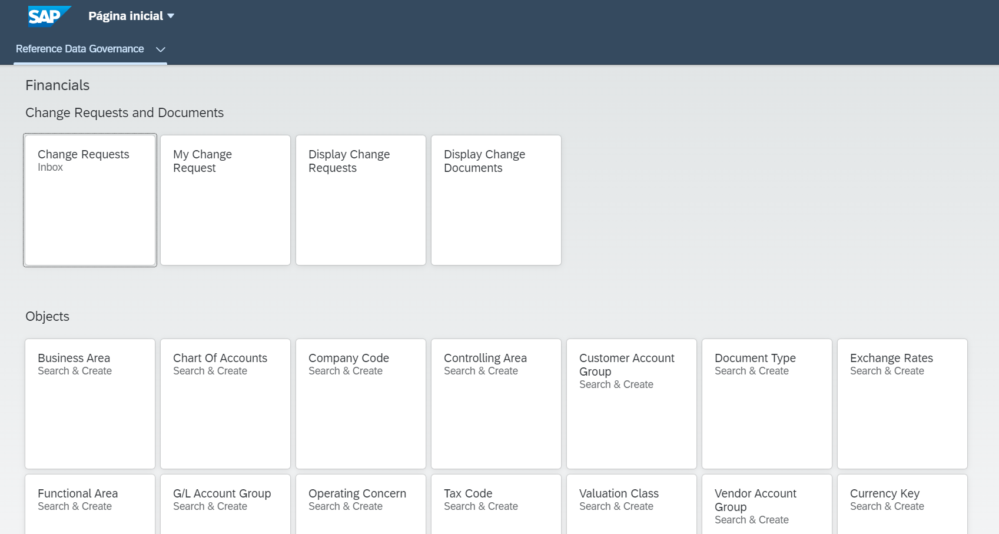 SAP
Página inicial
Reference Data Governance
Financials
Change Requests and Documents
Change Requests
Inbox
My Change
Request
Display Change
Requests
Display Change
Documents
Objects
Business Area
Search & Create
Chart Of Accounts
Search & Create
Company Code
Search & Create
Controlling Area
Search & Create
Customer Account
Group
Search & Create
Document Type
Search & Create
Exchange Rates
Search & Create
Functional Area
Search & Create
G/L Account Group
Search & Create
Operating Concern
Search & Create
Tax Code
Search & Create
Valuation Class
Search & Create
Vendor Account
Group
Search & Create
Currency Key
Search & Create